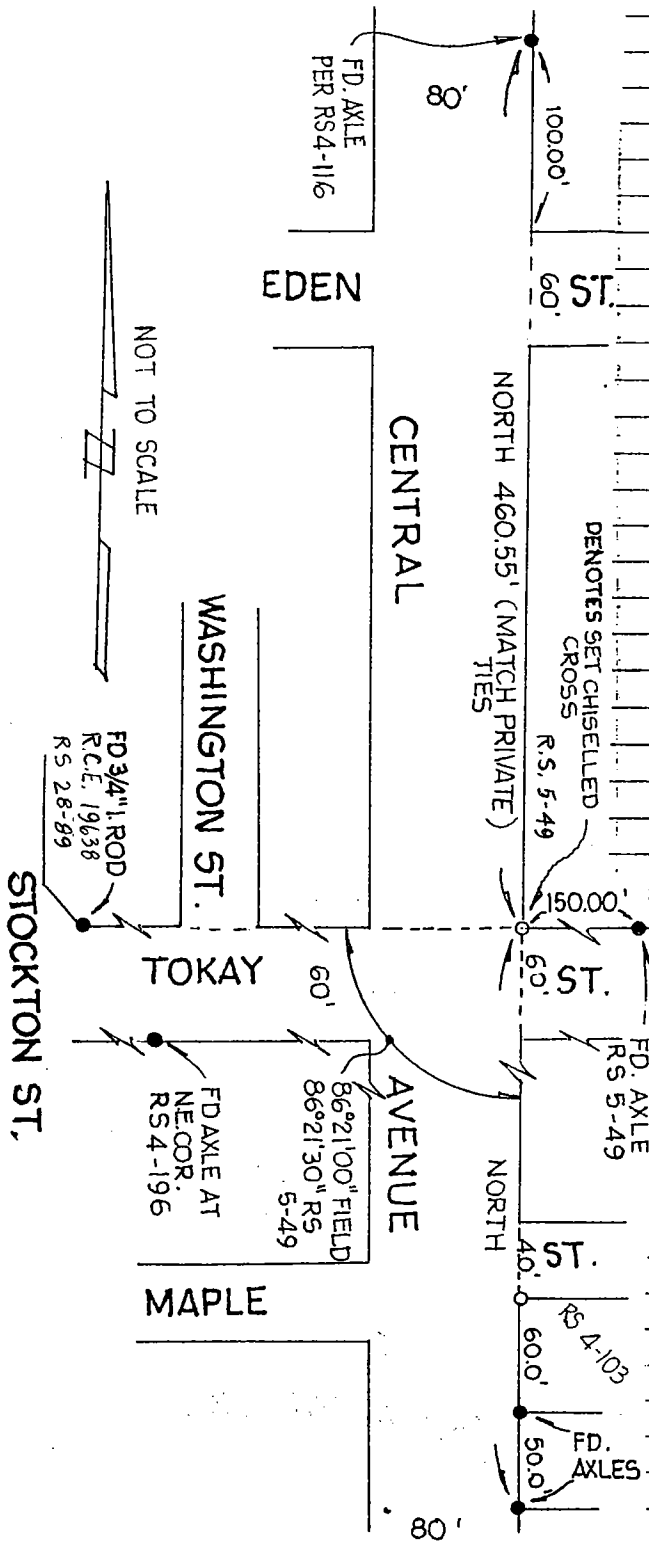 FD. AXLE
PER RS4-116
80'
100.00'
EDEN
60'
ST.
NOT TO SCALE
CENTRAL
NORTH 460.55' (MATCH PRIVATE)
TIES
DENOTES SET CHISELLED
CROSS
R.S. 5-49
WASHINGTON ST.
FD 3/4" I.ROD
R.C.E. 19638
RS 28-89
STOCKTON ST.
150.00'
TOKAY
60'
60'
ST.
FD. AXLE
RS 5-49
FD AXLE AT
N.E.COR.
RS4-196
86°21'00" FIELD
86°21'30" RS
5-49
AVENUE
NORTH
MAPLE
40'
ST.
RS 4-103
60.0'
50.0'
FD.
AXLES
80'